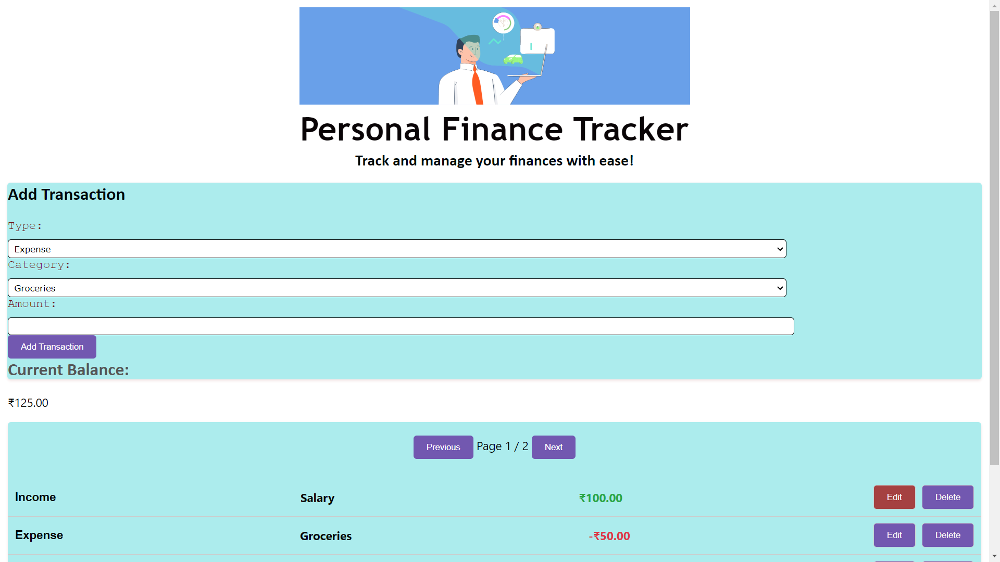 Personal Finance Tracker
Track and manage your finances with ease!
Add Transaction
Type:
Expense
Category:
Groceries
Amount:
Add Transaction
Current Balance:
₹125.00
Previous Page 1 / 2 Next
Income Salary ₹100.00 Edit Delete
Expense Groceries -₹50.00 Edit Delete